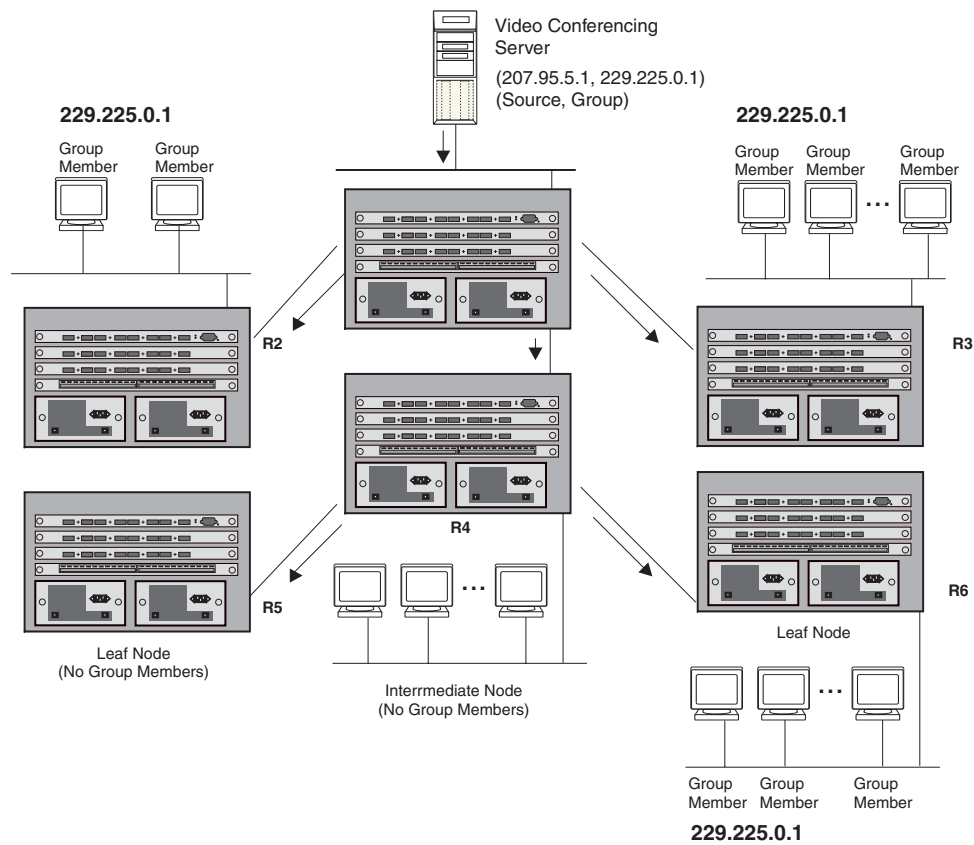 Video Conferencing
Server
(207.95.5.1, 229.225.0.1)
(Source, Group)
229.225.0.1
Group
Member
Group
Member
229.225.0.1
Group
Member
Group
Member
...
Group
Member
R2
R3
R4
...
R5
Leaf Node
(No Group Members)
Interrmediate Node
(No Group Members)
R6
Leaf Node
...
Group
Member
Group
Member
Group
Member
229.225.0.1